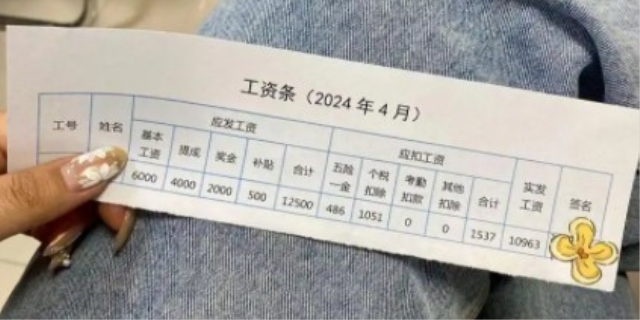 工资条（2024年4月）
工号 姓名 应发工资 应扣工资 实发工资 签名
基本工资 提成 奖金 补贴 合计 五险一金 个税扣除 考勤扣款 其他扣除 合计
6000 4000 2000 500 12500 486 1051 0 0 1537 10963